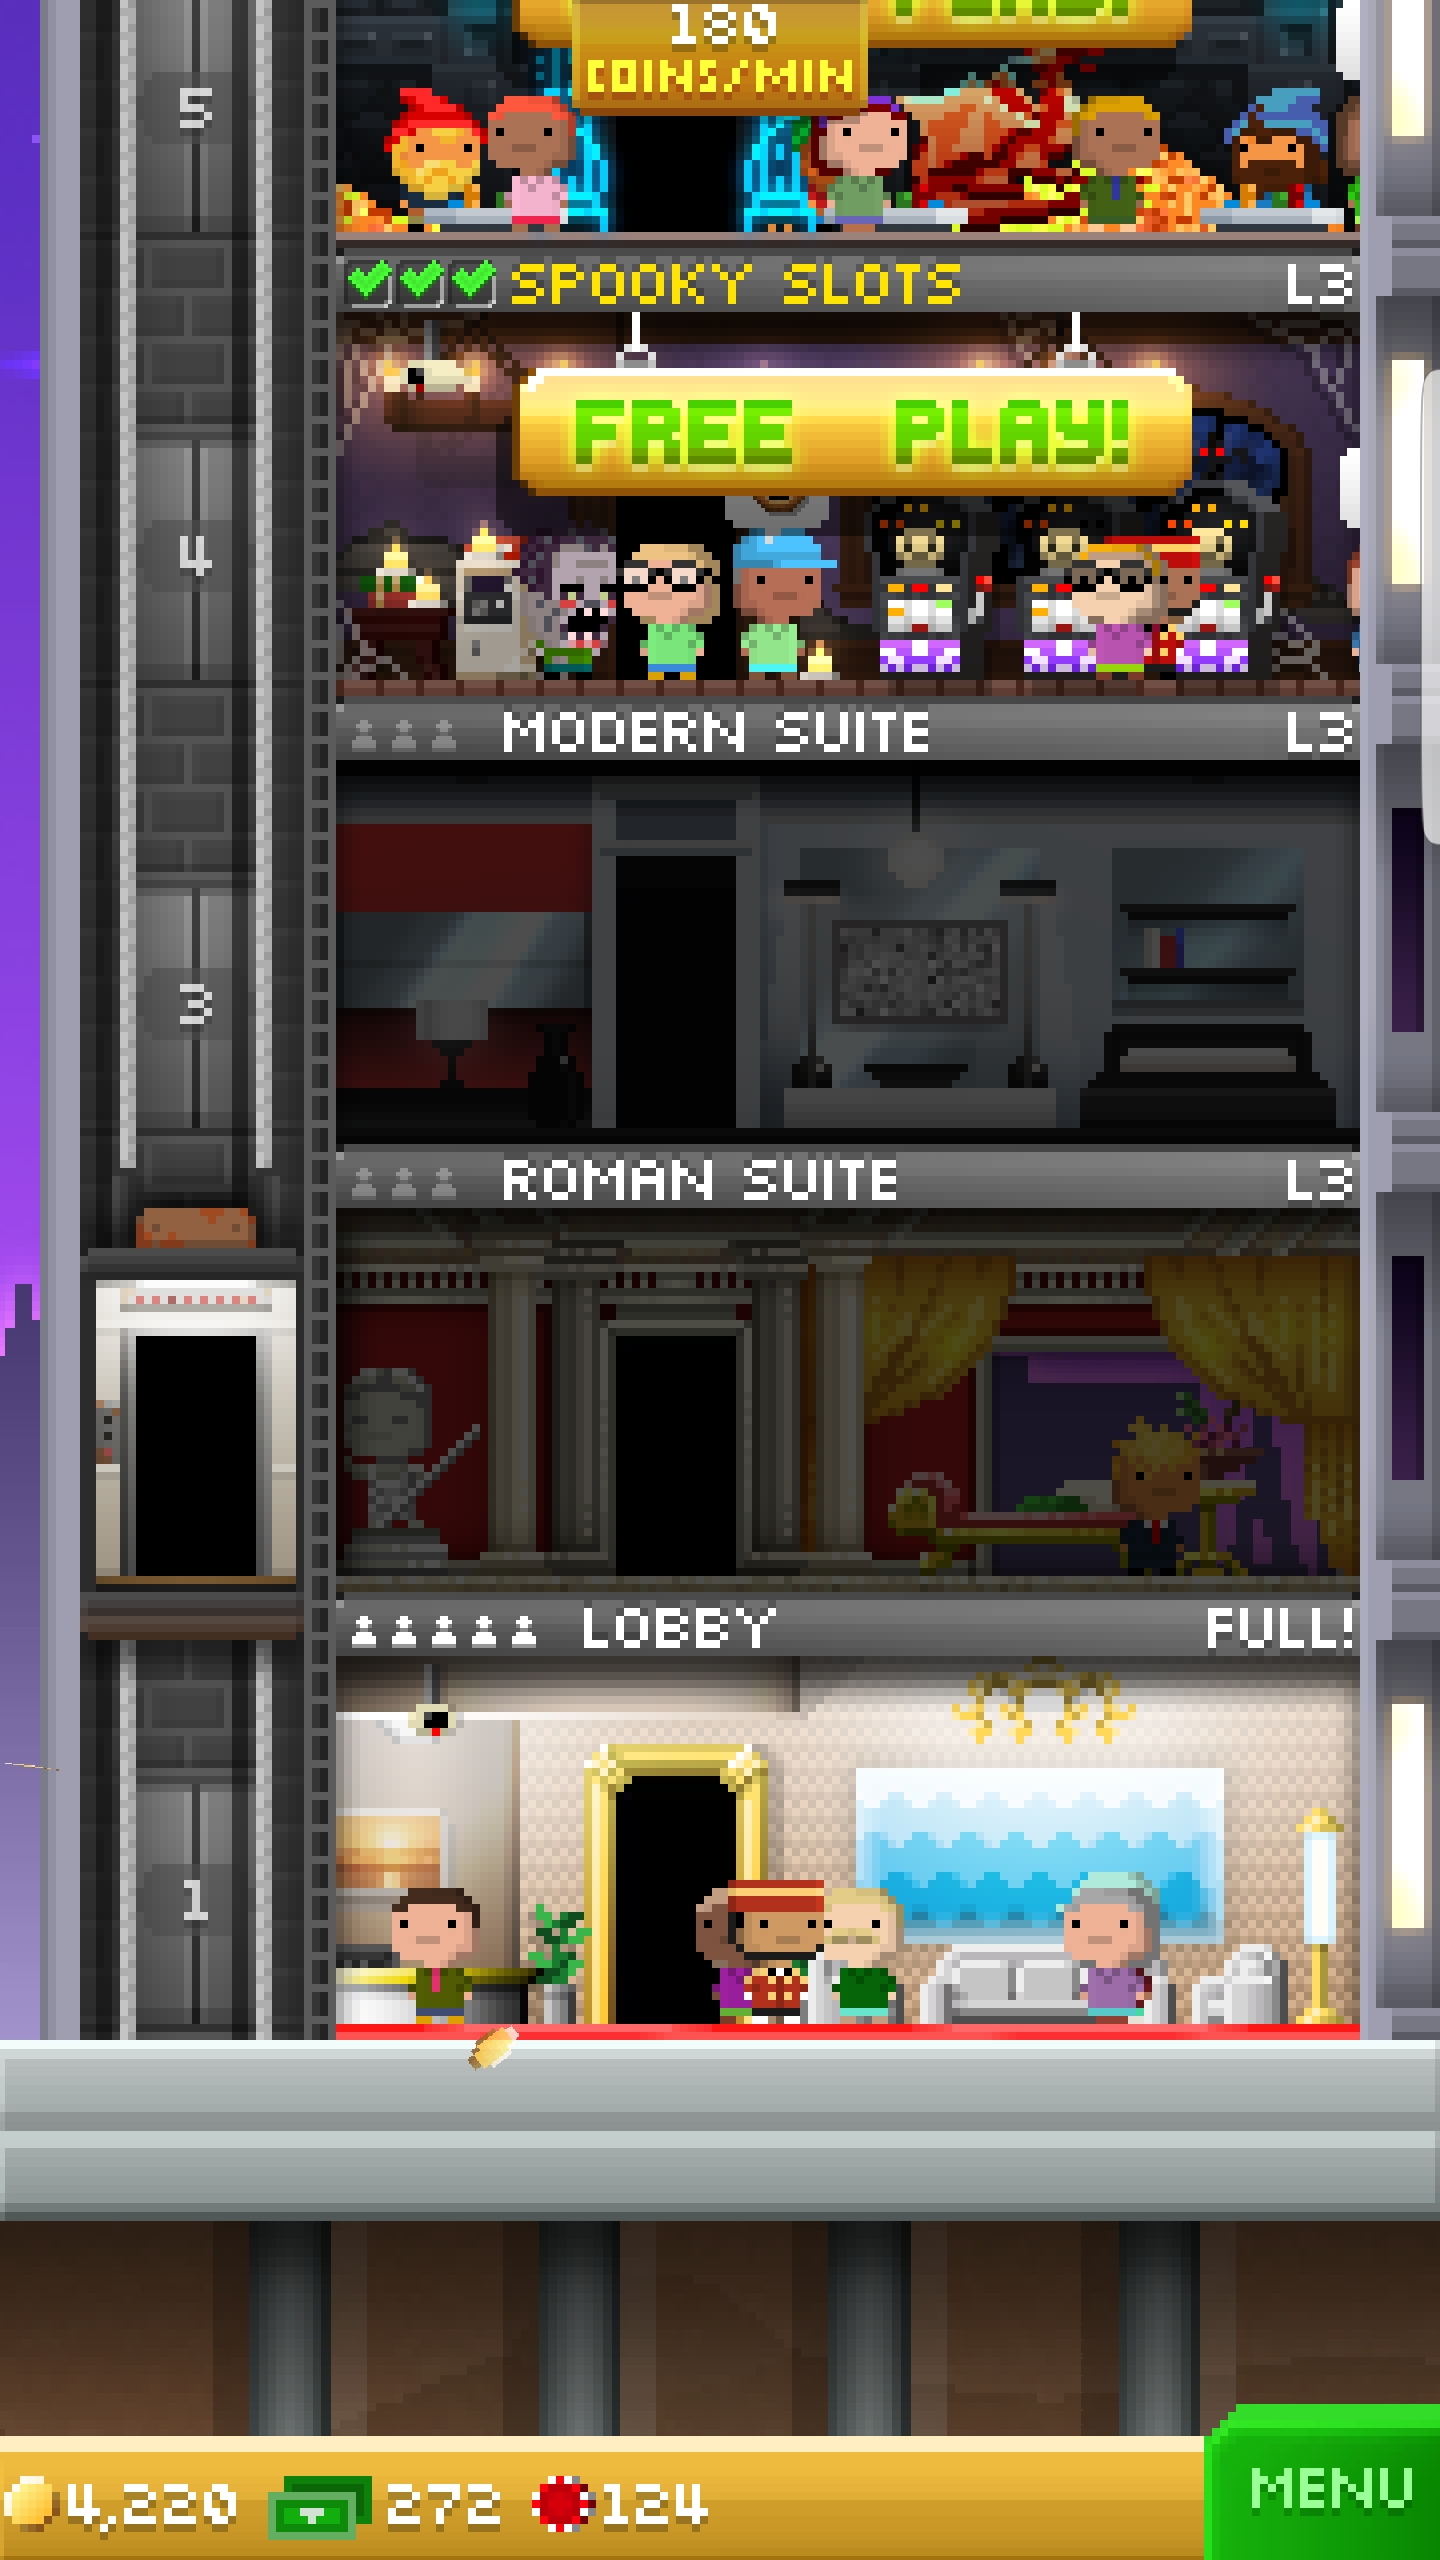 PLAY!
180
COINS/MIN
5
SPOOKY SLOTS L3
FREE PLAY!
4
MODERN SUITE L3
3
ROMAN SUITE L3
LOBBY FULL!
1
4,220 272 124
MENU